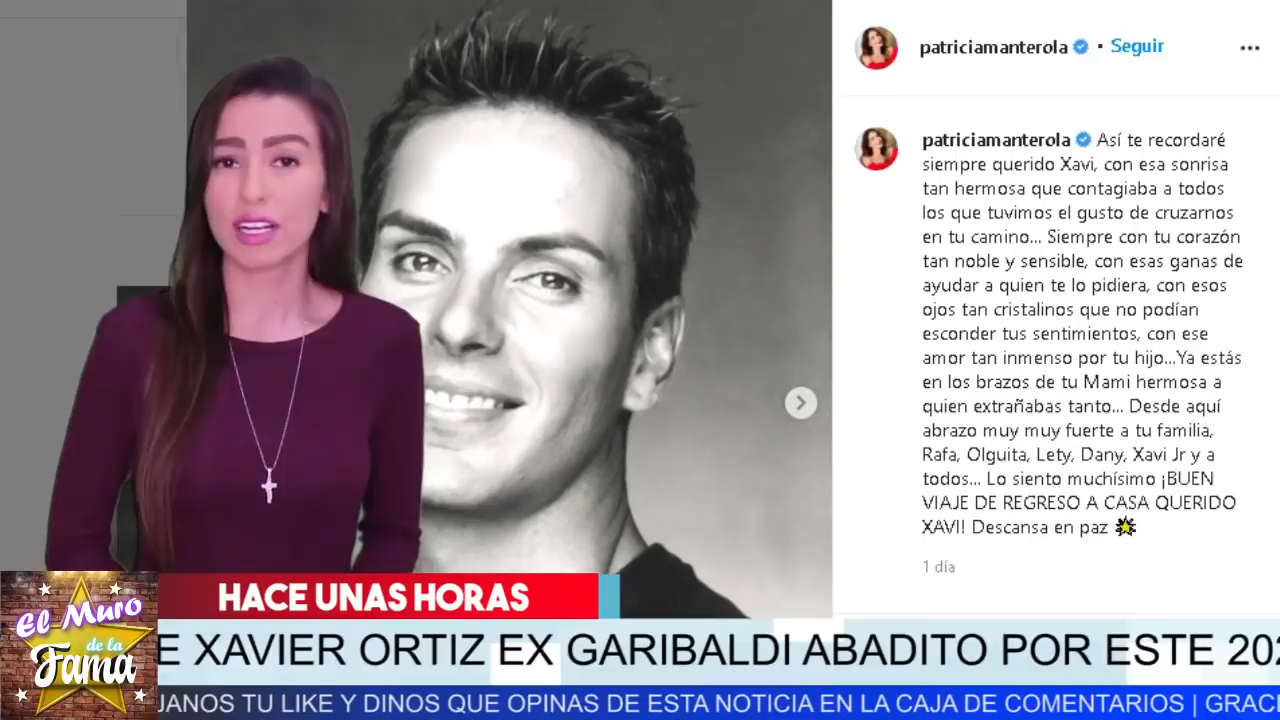 patriciamanterola • Seguir
patriciamanterola Así te recordaré
siempre querido Xavi, con esa sonrisa
tan hermosa que contagiaba a todos
los que tuvimos el gusto de cruzarnos
en tu camino... Siempre con tu corazón
tan noble y sensible, con esas ganas de
ayudar a quien te lo pidiera, con esos
ojos tan cristalinos que no podían
esconder tus sentimientos, con ese
amor tan inmenso por tu hijo...Ya estás
en los brazos de tu Mami hermosa a
quien extrañabas tanto... Desde aquí
abrazo muy muy fuerte a tu familia,
Rafa, Olguita, Lety, Dany, Xavi Jr y a
todos... Lo siento muchísimo ¡BUEN
VIAJE DE REGRESO A CASA QUERIDO
XAVI! Descansa en paz
1 día
HACE UNAS HORAS
El Muro
de la
Fama
E XAVIER ORTIZ EX GARIBALDI ABADITO POR ESTE 202
JANOS TU LIKE Y DINOS QUE OPINAS DE ESTA NOTICIA EN LA CAJA DE COMENTARIOS | GRACI